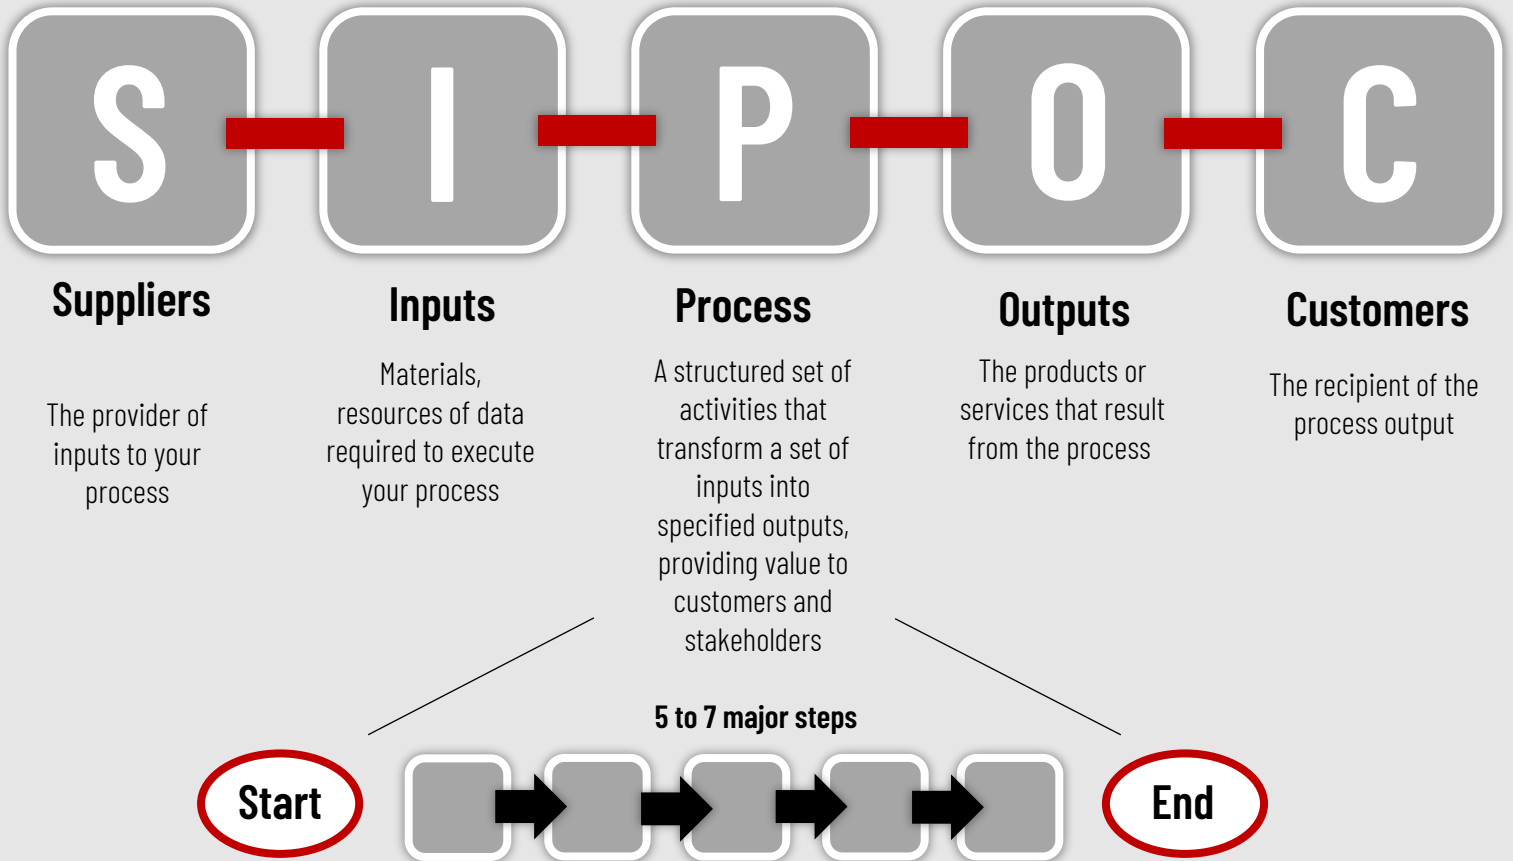 S
I
P
O
C
Suppliers
The provider of
inputs to your
process
Inputs
Materials,
resources of data
required to execute
your process
Process
A structured set of
activities that
transform a set of
inputs into
specified outputs,
providing value to
customers and
stakeholders
Outputs
The products or
services that result
from the process
Customers
The recipient of the
process output
5 to 7 major steps
Start
End